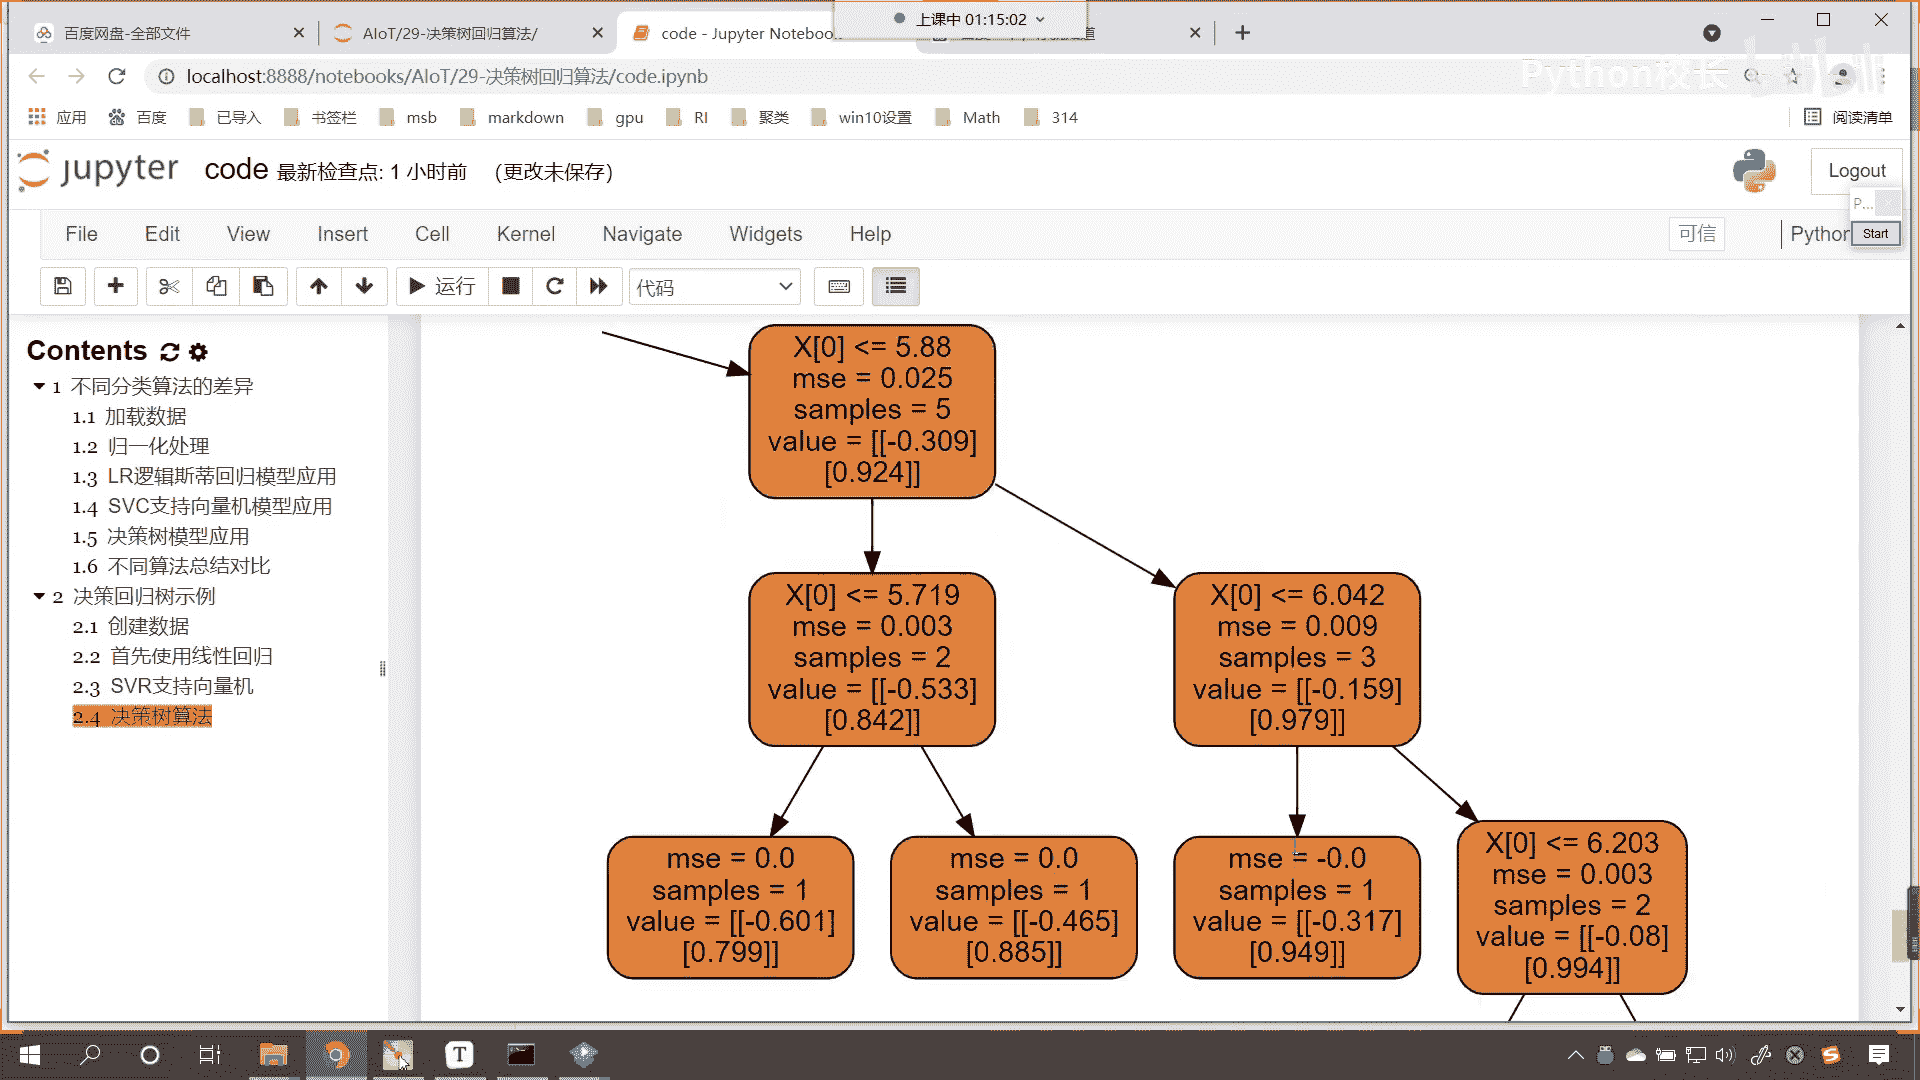 上课中 01:15:02
百度网盘-全部文件
AIoT/29-决策树回归算法/
code - Jupyter Noteboo
localhost:8888/notebooks/AIoT/29-决策树回归算法/code.ipynb
Python校长
应用
百度
已导入
书签栏
msb
markdown
gpu
RI
聚类
win10设置
Math
314
阅读清单
jupyter
code 最新检查点: 1 小时前 (更改未保存)
Logout
P...
File
Edit
View
Insert
Cell
Kernel
Navigate
Widgets
Help
可信
Python
Start
运行
代码
Contents
1 不同分类算法的差异
1.1 加载数据
1.2 归一化处理
1.3 LR逻辑斯蒂回归模型应用
1.4 SVC支持向量机模型应用
1.5 决策树模型应用
1.6 不同算法总结对比
2 决策回归树示例
2.1 创建数据
2.2 首先使用线性回归
2.3 SVR支持向量机
2.4 决策树算法
X[0] <= 5.88
mse = 0.025
samples = 5
value = [[-0.309]
[0.924]]
X[0] <= 5.719
mse = 0.003
samples = 2
value = [[-0.533]
[0.842]]
X[0] <= 6.042
mse = 0.009
samples = 3
value = [[-0.159]
[0.979]]
mse = 0.0
samples = 1
value = [[-0.601]
[0.799]]
mse = 0.0
samples = 1
value = [[-0.465]
[0.885]]
mse = -0.0
samples = 1
value = [[-0.317]
[0.949]]
X[0] <= 6.203
mse = 0.003
samples = 2
value = [[-0.08]
[0.994]]